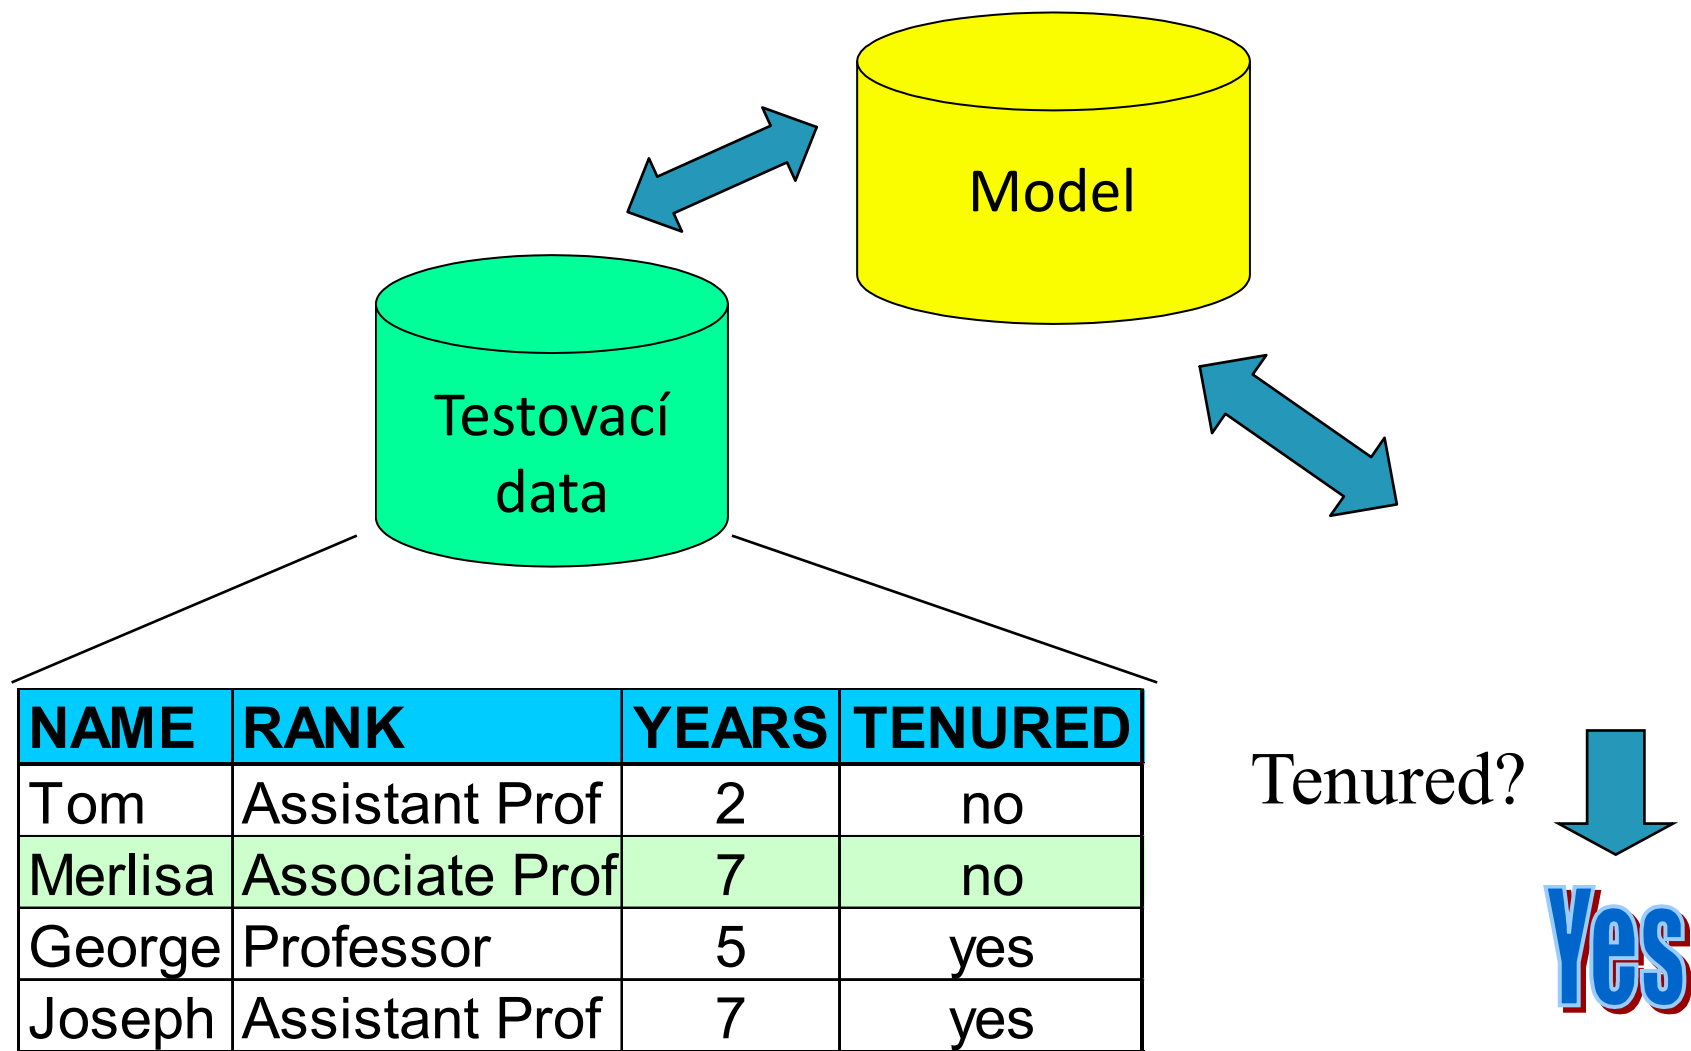 Model
Testovací
data
NAME RANK YEARS TENURED
Tom Assistant Prof 2 no
Merlisa Associate Prof 7 no
George Professor 5 yes
Joseph Assistant Prof 7 yes
Tenured?
Yes